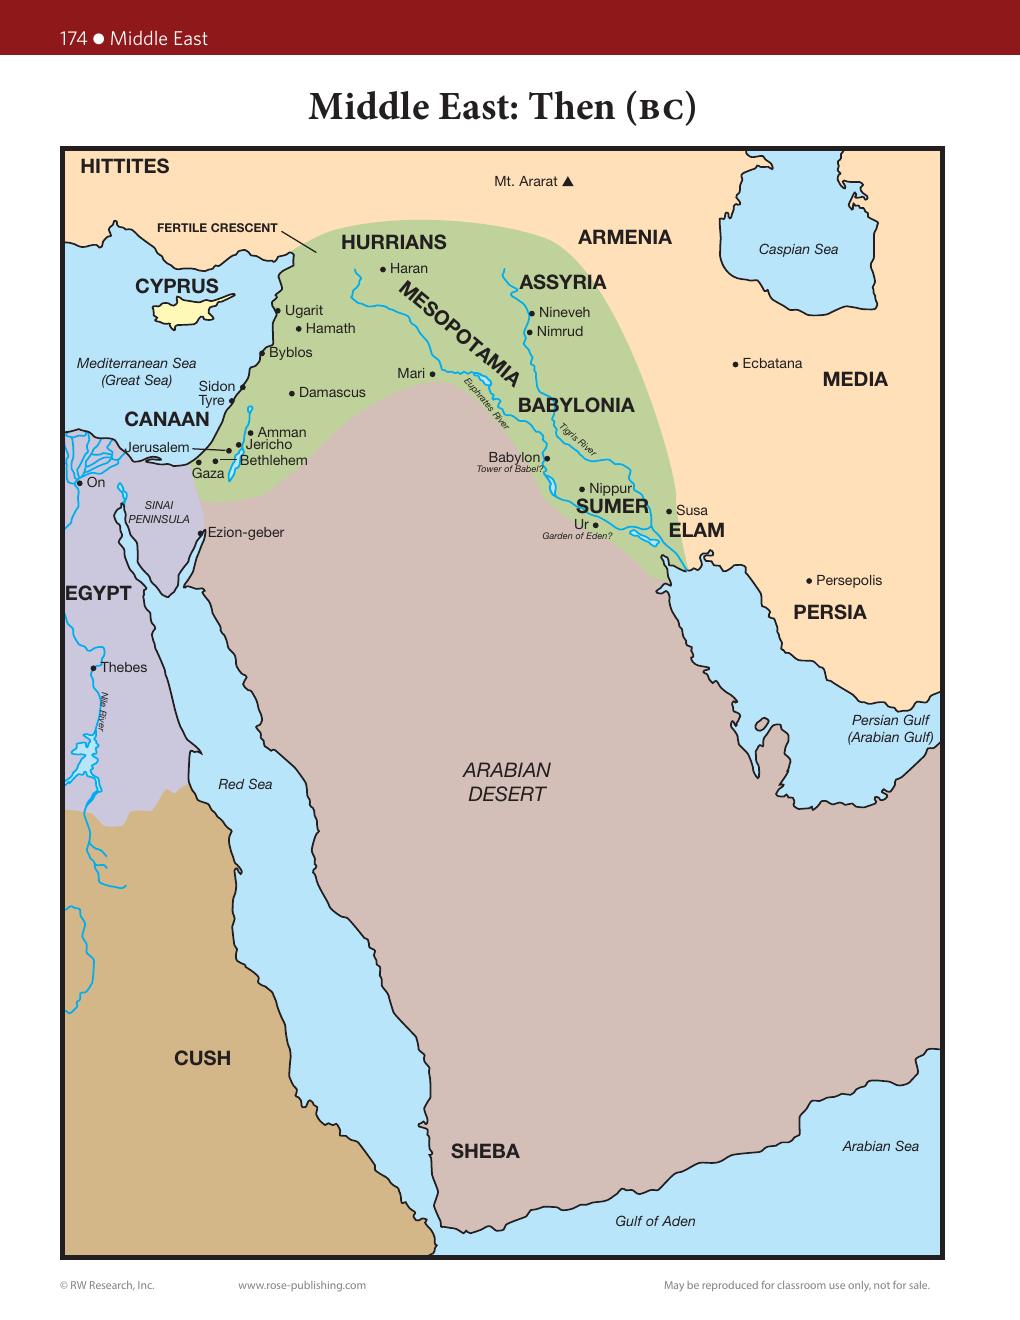 174 ● Middle East
Middle East: Then (BC)
HITTITES
Mt. Ararat
FERTILE CRESCENT
HURRIANS
ARMENIA
Caspian Sea
Haran
CYPRUS
ASSYRIA
MESOPOTAMIA
Ugarit
Nineveh
Hamath
Nimrud
Byblos
Mediterranean Sea
(Great Sea)
Ecbatana
Mari
MEDIA
Sidon
Damascus
Tyre
Euphrates River
BABYLONIA
CANAAN
Amman
Tigris River
Jerusalem
Jericho
Bethlehem
Babylon
Tower of Babel?
Gaza
On
Nippur
SINAI
PENINSULA
SUMER
Susa
Ur
ELAM
Garden of Eden?
Ezion-geber
Persepolis
EGYPT
PERSIA
Thebes
Nile River
Persian Gulf
(Arabian Gulf)
ARABIAN
DESERT
Red Sea
CUSH
SHEBA
Arabian Sea
Gulf of Aden
© RW Research, Inc.
www.rose-publishing.com
May be reproduced for classroom use only, not for sale.